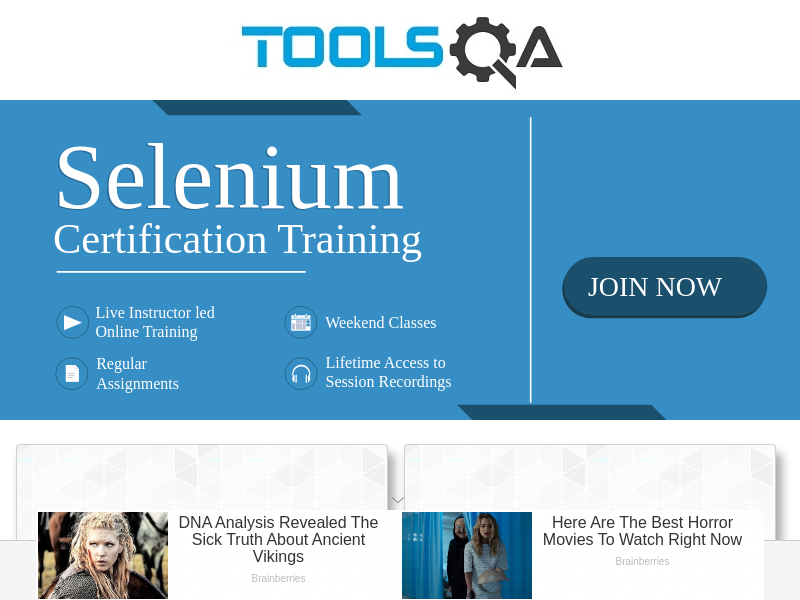 TOOLSQA
Selenium
Certification Training
JOIN NOW
Live Instructor led
Online Training
Weekend Classes
Regular
Assignments
Lifetime Access to
Session Recordings
DNA Analysis Revealed The
Sick Truth About Ancient
Vikings
Brainberries
Here Are The Best Horror
Movies To Watch Right Now
Brainberries